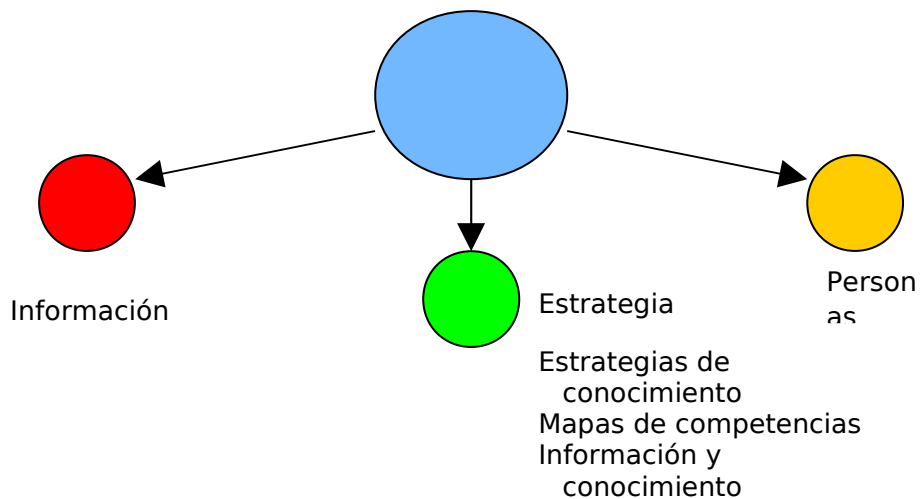 Información
Estrategia
Person
as
Estrategias de
conocimiento
Mapas de competencias
Información y
conocimiento